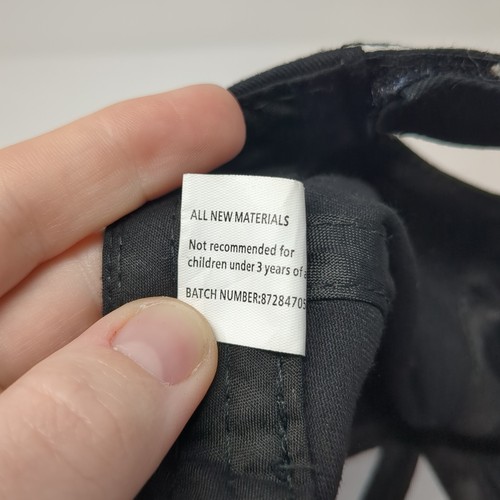 ALL NEW MATERIALS
Not recommended for
children under 3 years of
BATCH NUMBER:87284705